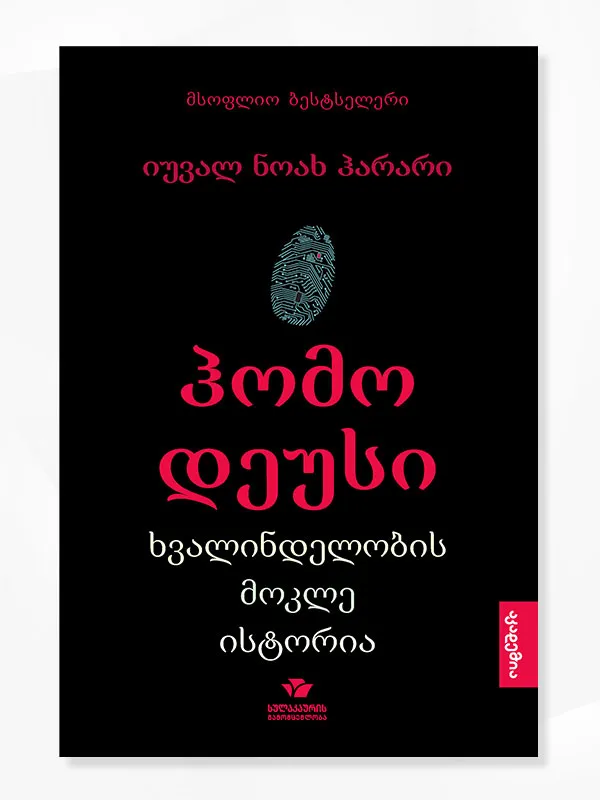 მსოფლიო ბესტსელერი
იუვალ ნოახ ჰარარი
ჰომო
დეუსი
ხვალინდელობის
მოკლე
ისტორია
სულაკაურის
გამომცემლობა